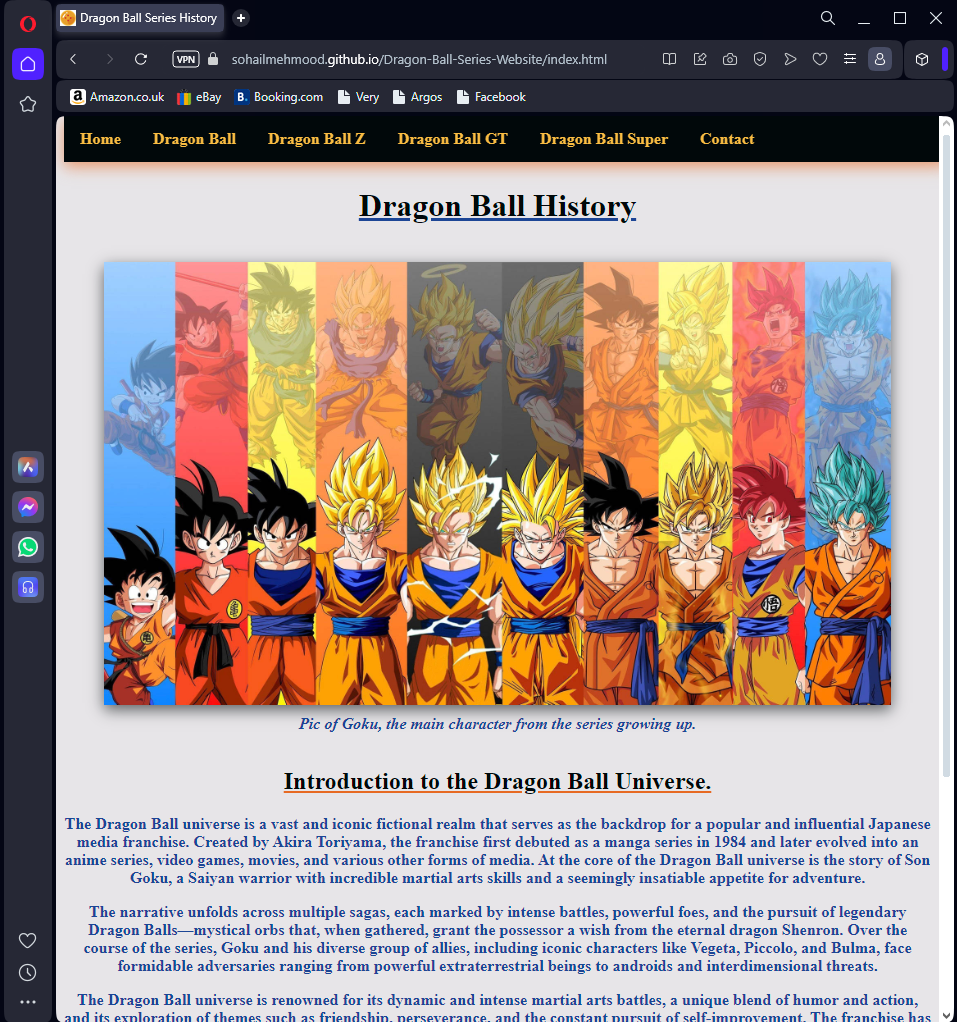 Dragon Ball Series History
VPN
sohailmehmood.github.io/Dragon-Ball-Series-Website/index.html
Amazon.co.uk
eBay
B. Booking.com
Very
Argos
Facebook
Home
Dragon Ball
Dragon Ball Z
Dragon Ball GT
Dragon Ball Super
Contact
Dragon Ball History
亀
亀
悟
Pic of Goku, the main character from the series growing up.
Introduction to the Dragon Ball Universe.
The Dragon Ball universe is a vast and iconic fictional realm that serves as the backdrop for a popular and influential Japanese
media franchise. Created by Akira Toriyama, the franchise first debuted as a manga series in 1984 and later evolved into an
anime series, video games, movies, and various other forms of media. At the core of the Dragon Ball universe is the story of Son
Goku, a Saiyan warrior with incredible martial arts skills and a seemingly insatiable appetite for adventure.
The narrative unfolds across multiple sagas, each marked by intense battles, powerful foes, and the pursuit of legendary
Dragon Balls—mystical orbs that, when gathered, grant the possessor a wish from the eternal dragon Shenron. Over the
course of the series, Goku and his diverse group of allies, including iconic characters like Vegeta, Piccolo, and Bulma, face
formidable adversaries ranging from powerful extraterrestrial beings to androids and interdimensional threats.
The Dragon Ball universe is renowned for its dynamic and intense martial arts battles, a unique blend of humor and action,
and its exploration of themes such as friendship, perseverance, and the constant pursuit of self-improvement. The franchise has